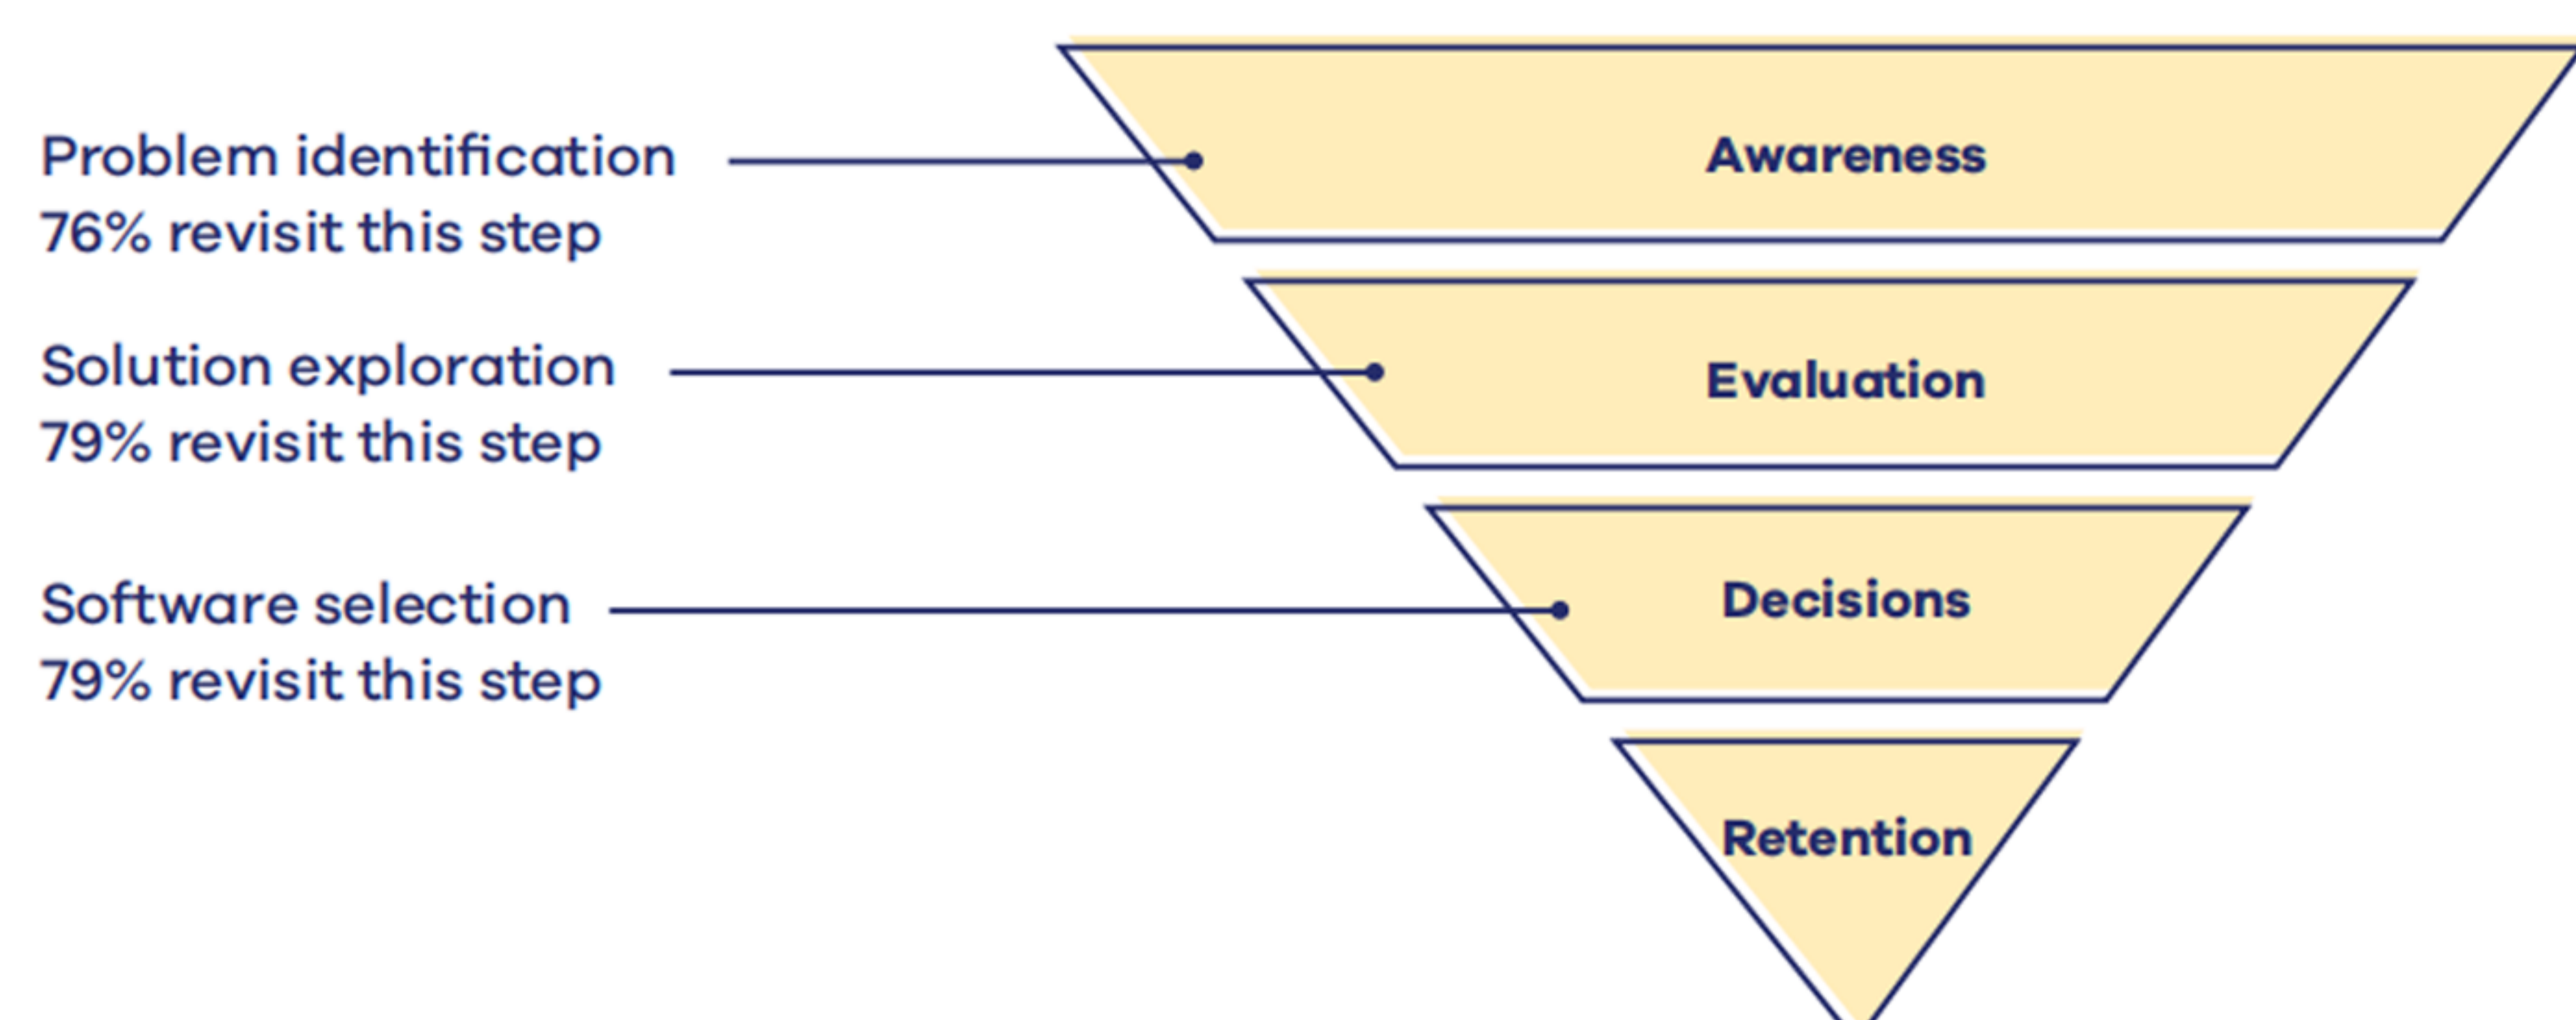 Problem identification
76% revisit this step
Awareness
Solution exploration
79% revisit this step
Evaluation
Software selection
79% revisit this step
Decisions
Retention